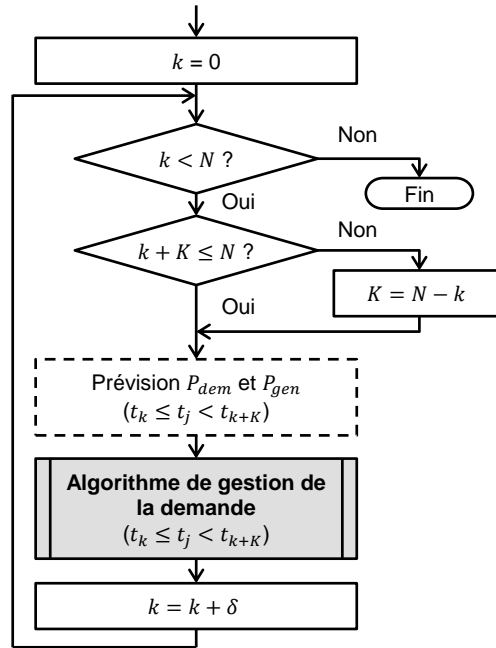 k = 0
k < N ?
Non
Fin
Oui
k + K ≤ N ?
Non
K = N − k
Oui
Prévision P_dem et P_gen
(t_k ≤ t_j < t_{k+K})
Algorithme de gestion de
la demande
(t_k ≤ t_j < t_{k+K})
k = k + δ